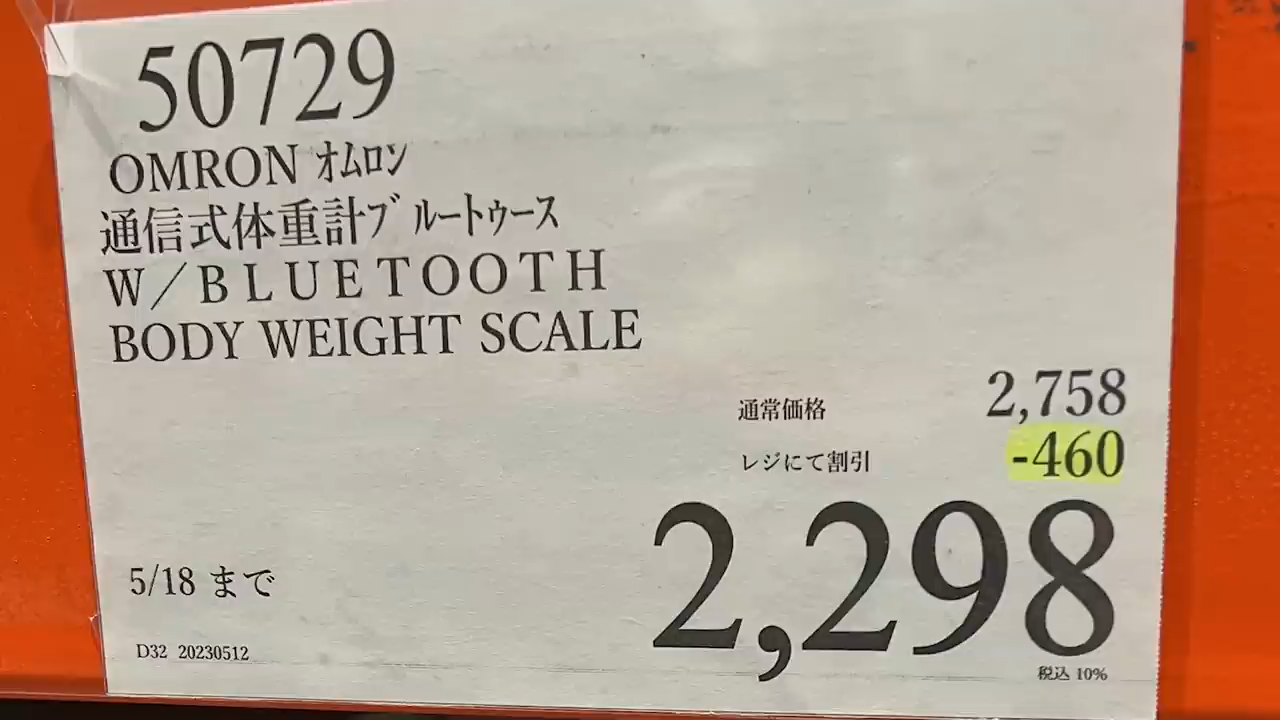 50729
OMRON オムロン
通信式体重計ブルートゥース
W/BLUETOOTH
BODY WEIGHT SCALE
通常価格 2,758
レジにて割引 -460
2,298
5/18 まで
税込 10%
D32 20230512